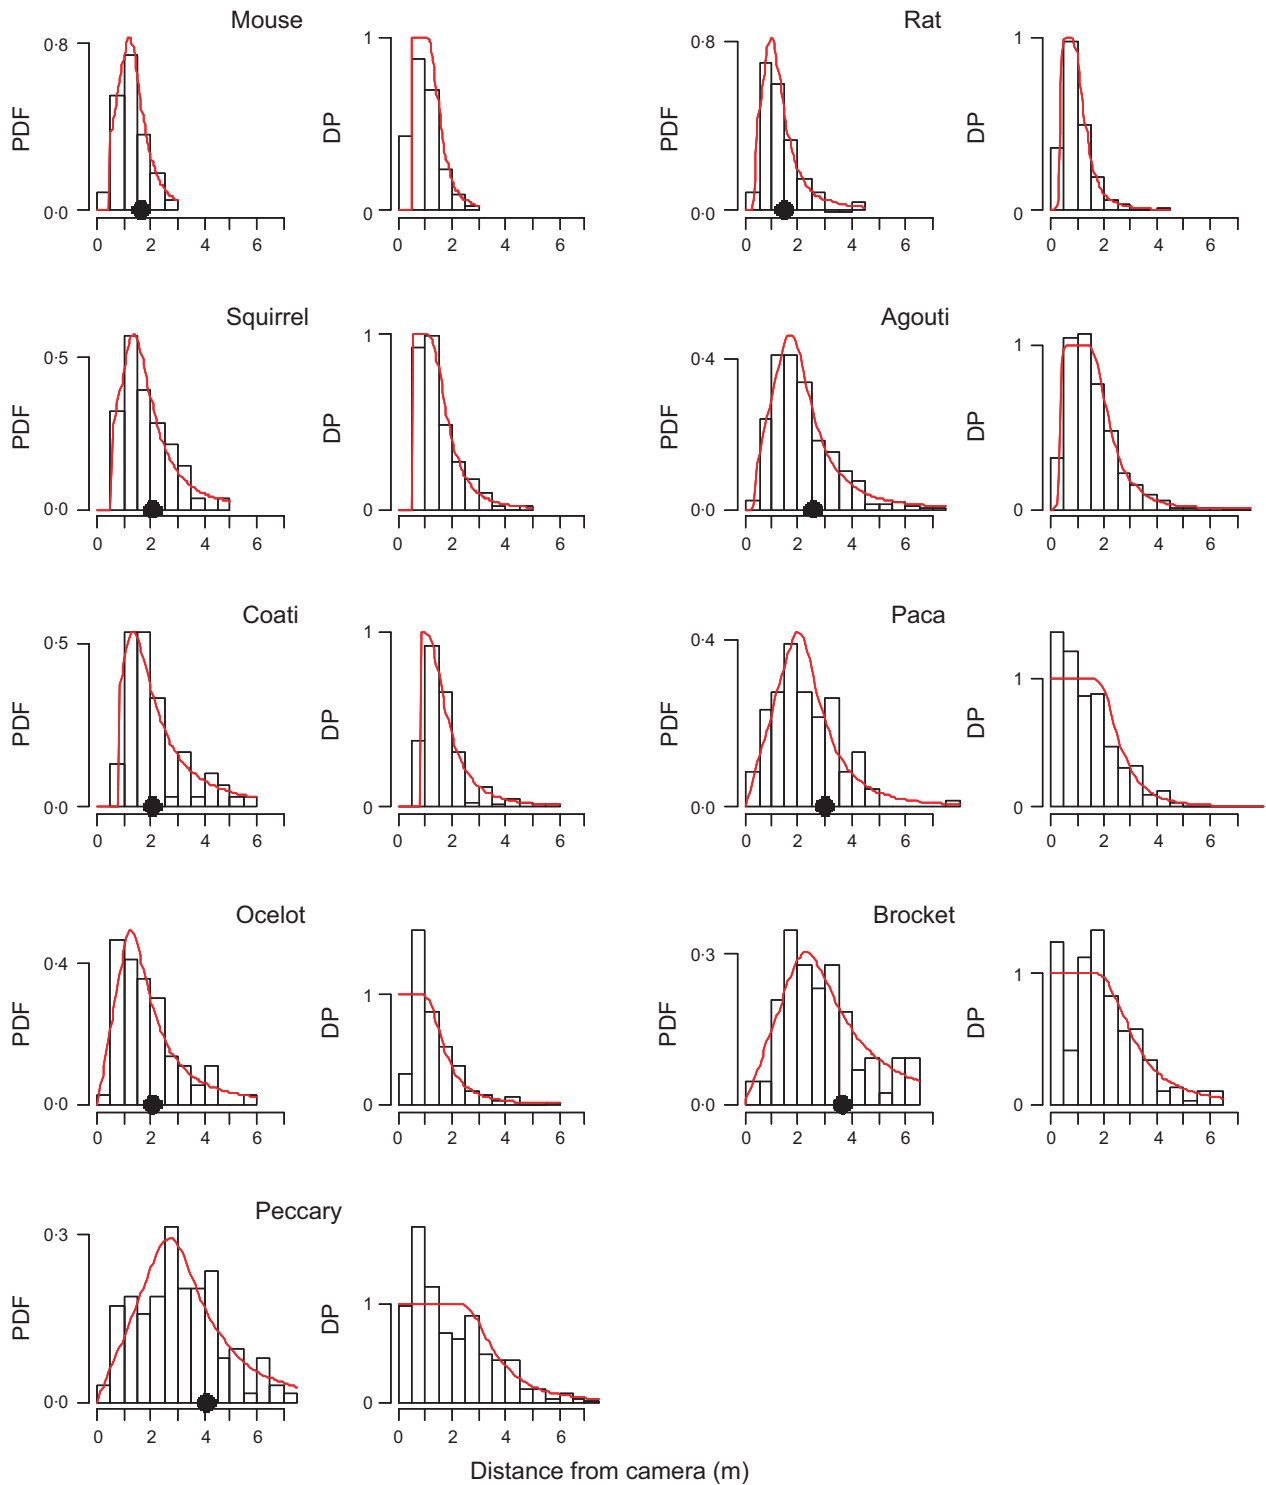 Mouse Rat
0·8 1 0·8 1
PDF DP PDF DP
0·0 0 0·0 0
0 2 4 6 0 2 4 6 0 2 4 6 0 2 4 6
Squirrel Agouti
0·5 1 0·4 1
PDF DP PDF DP
0·0 0 0·0 0
0 2 4 6 0 2 4 6 0 2 4 6 0 2 4 6
Coati Paca
0·5 1 0·4 1
PDF DP PDF DP
0·0 0 0·0 0
0 2 4 6 0 2 4 6 0 2 4 6 0 2 4 6
Ocelot Brocket
0·4 1 0·3 1
PDF DP PDF DP
0·0 0 0·0 0
0 2 4 6 0 2 4 6 0 2 4 6 0 2 4 6
Peccary
0·3 1
PDF DP
0·0 0
0 2 4 6 0 2 4 6
Distance from camera (m)